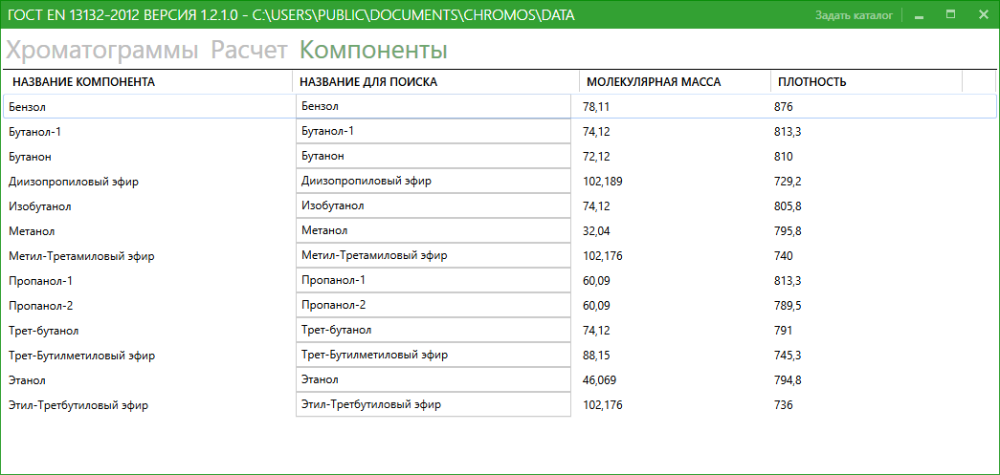 ГОСТ EN 13132-2012 ВЕРСИЯ 1.2.1.0 - C:\USERS\PUBLIC\DOCUMENTS\CHROMOS\DATA Задать каталог
Хроматограммы Расчет Компоненты
НАЗВАНИЕ КОМПОНЕНТА НАЗВАНИЕ ДЛЯ ПОИСКА МОЛЕКУЛЯРНАЯ МАССА ПЛОТНОСТЬ
Бензол Бензол 78,11 876
Бутанол-1 Бутанол-1 74,12 813,3
Бутанон Бутанон 72,12 810
Диизопропиловый эфир Диизопропиловый эфир 102,189 729,2
Изобутанол Изобутанол 74,12 805,8
Метанол Метанол 32,04 795,8
Метил-Третамиловый эфир Метил-Третамиловый эфир 102,176 740
Пропанол-1 Пропанол-1 60,09 813,3
Пропанол-2 Пропанол-2 60,09 789,5
Трет-бутанол Трет-бутанол 74,12 791
Трет-Бутилметиловый эфир Трет-Бутилметиловый эфир 88,15 745,3
Этанол Этанол 46,069 794,8
Этил-Третбутиловый эфир Этил-Третбутиловый эфир 102,176 736